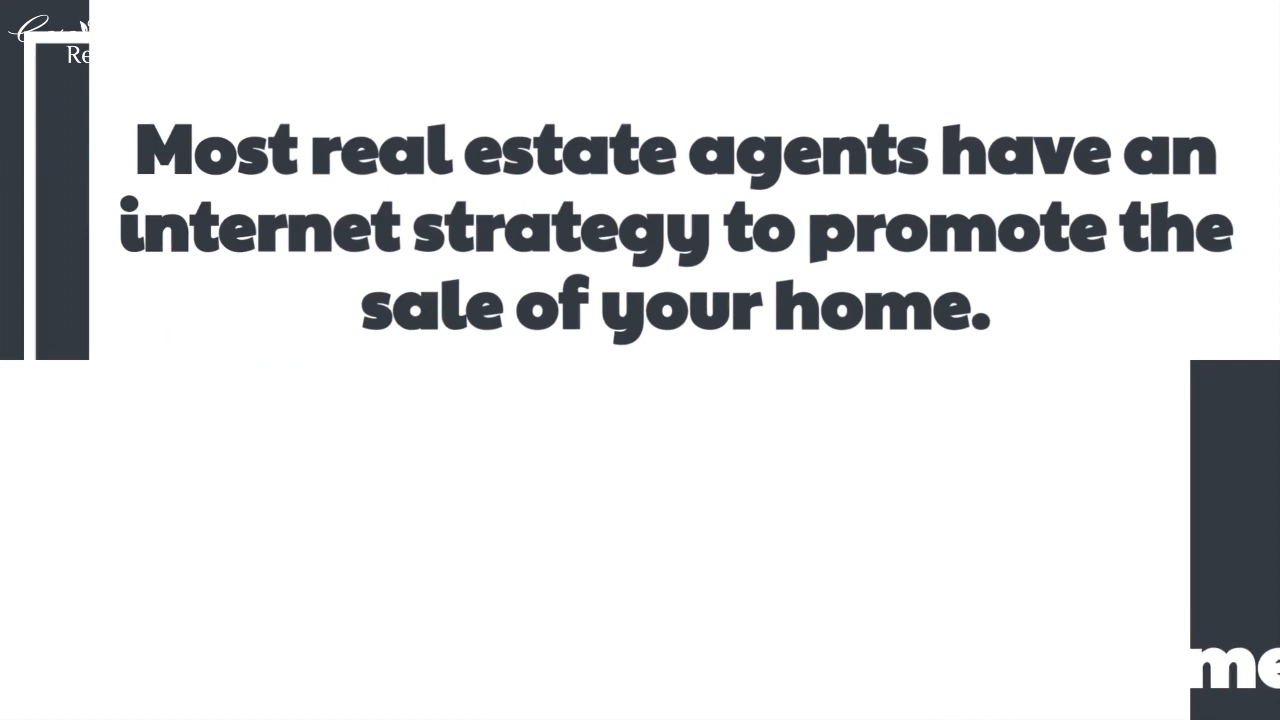 Most real estate agents have an
internet strategy to promote the
sale of your home.